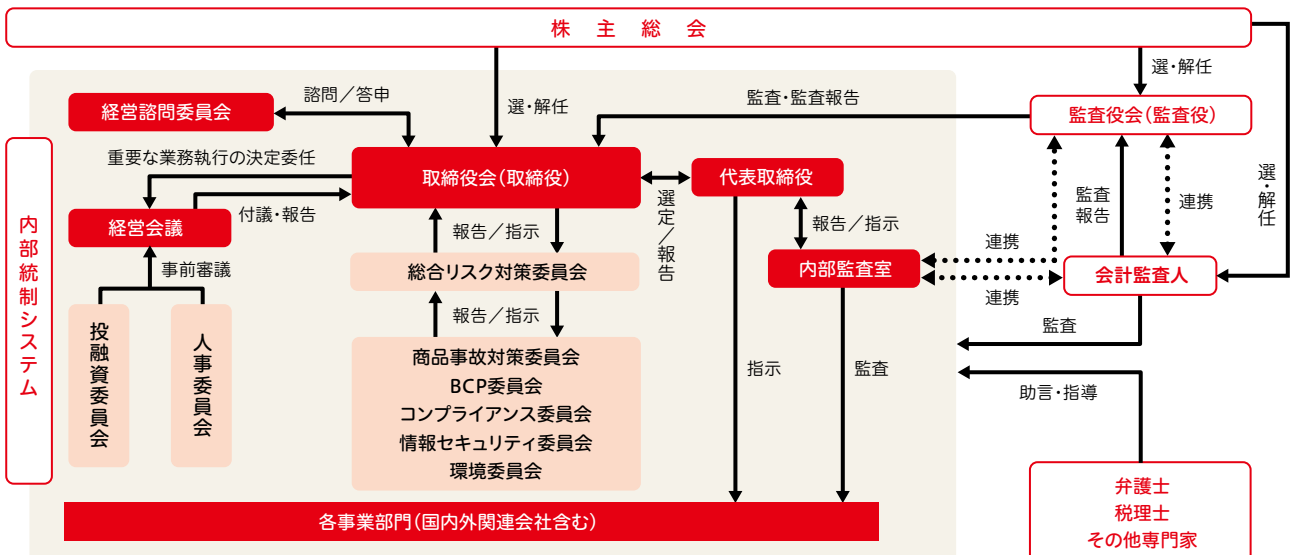 株主総会
選・解任
選・解任
選・解任
経営諮問委員会
諮問／答申
監査・監査報告
監査役会(監査役)
内部統制システム
重要な業務執行の決定委任
取締役会(取締役)
代表取締役
選定／報告
経営会議
付議・報告
報告／指示
報告／指示
監査報告
連携
事前審議
総合リスク対策委員会
内部監査室
連携
連携
会計監査人
投融資委員会
人事委員会
報告／指示
監査
商品事故対策委員会
BCP委員会
コンプライアンス委員会
情報セキュリティ委員会
環境委員会
指示
監査
助言・指導
各事業部門(国内外関連会社含む)
弁護士
税理士
その他専門家